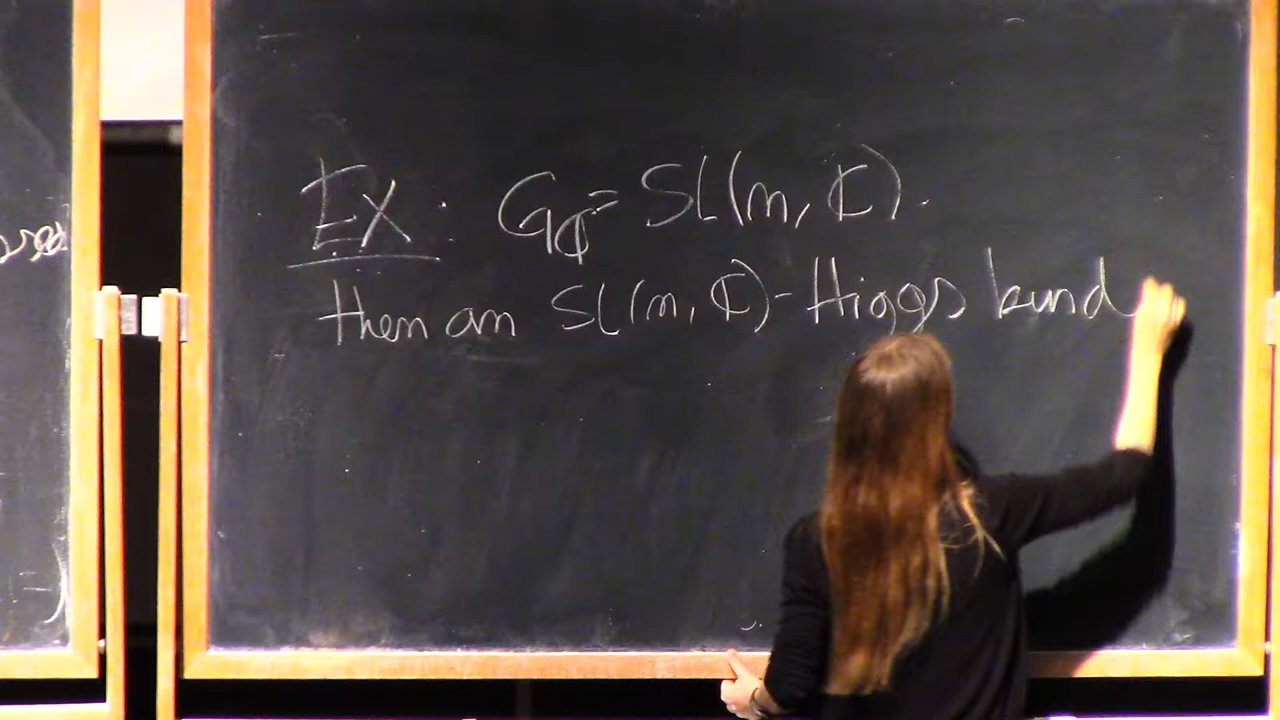 Ex: G_ℂ = SL(n, ℂ).
then an SL(n, ℂ)-Higgs bund